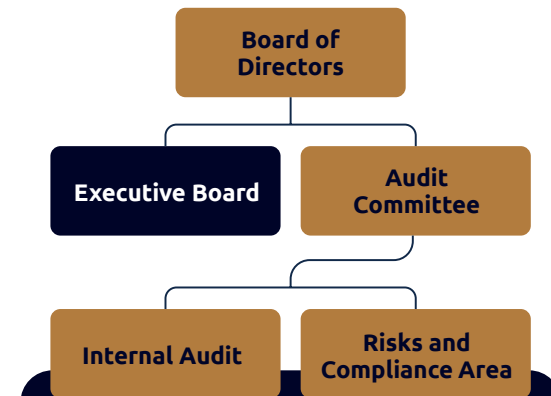 Board of
Directors
Executive Board
Audit
Committee
Internal Audit
Risks and
Compliance Area